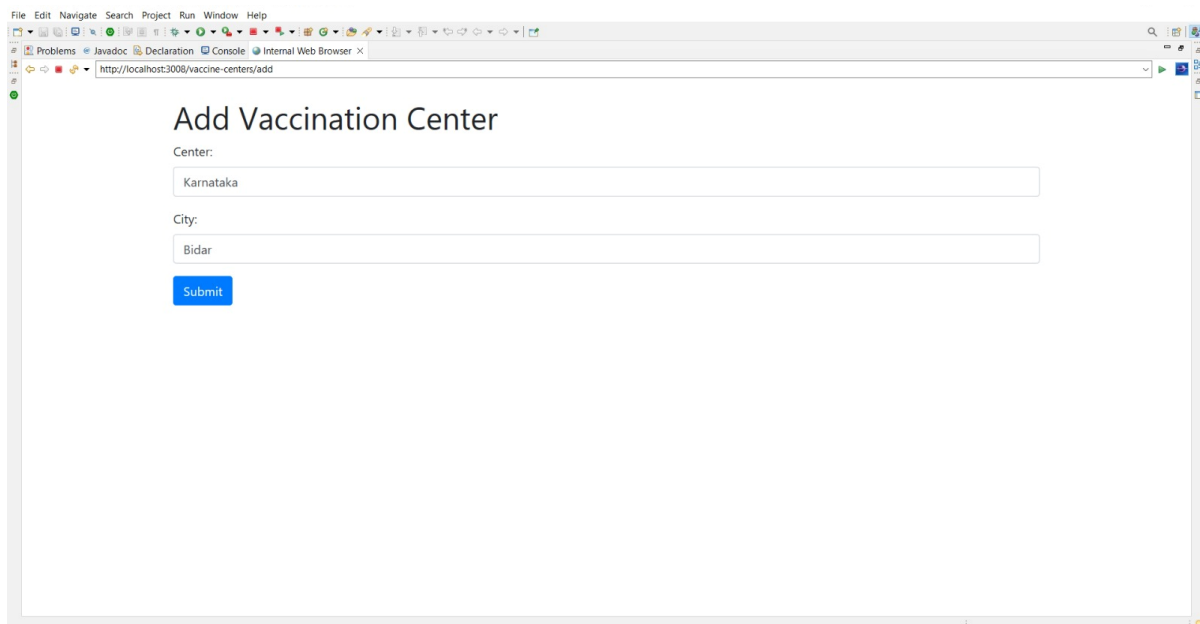 File Edit Navigate Search Project Run Window Help
Problems Javadoc Declaration Console Internal Web Browser
http://localhost:3008/vaccine-centers/add
Add Vaccination Center
Center:
Karnataka
City:
Bidar
Submit